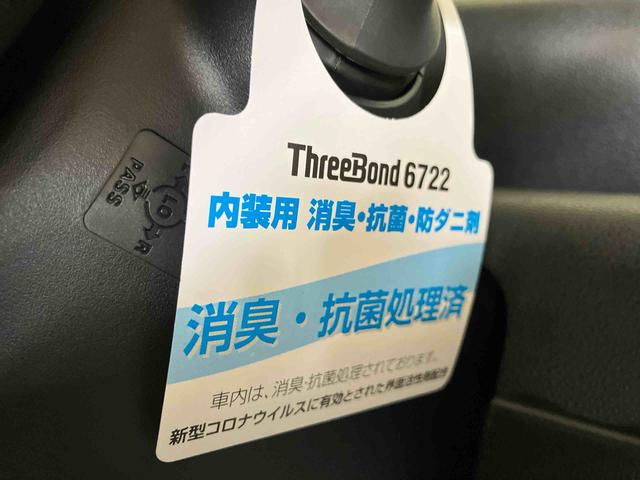 ThreeBond 6722
内装用 消臭・抗菌・防ダニ剤
消臭・抗菌処理済
車内は、消臭・抗菌処理されております。
新型コロナウイルスに有効とされた界面活性剤配合
PASS
LO
R